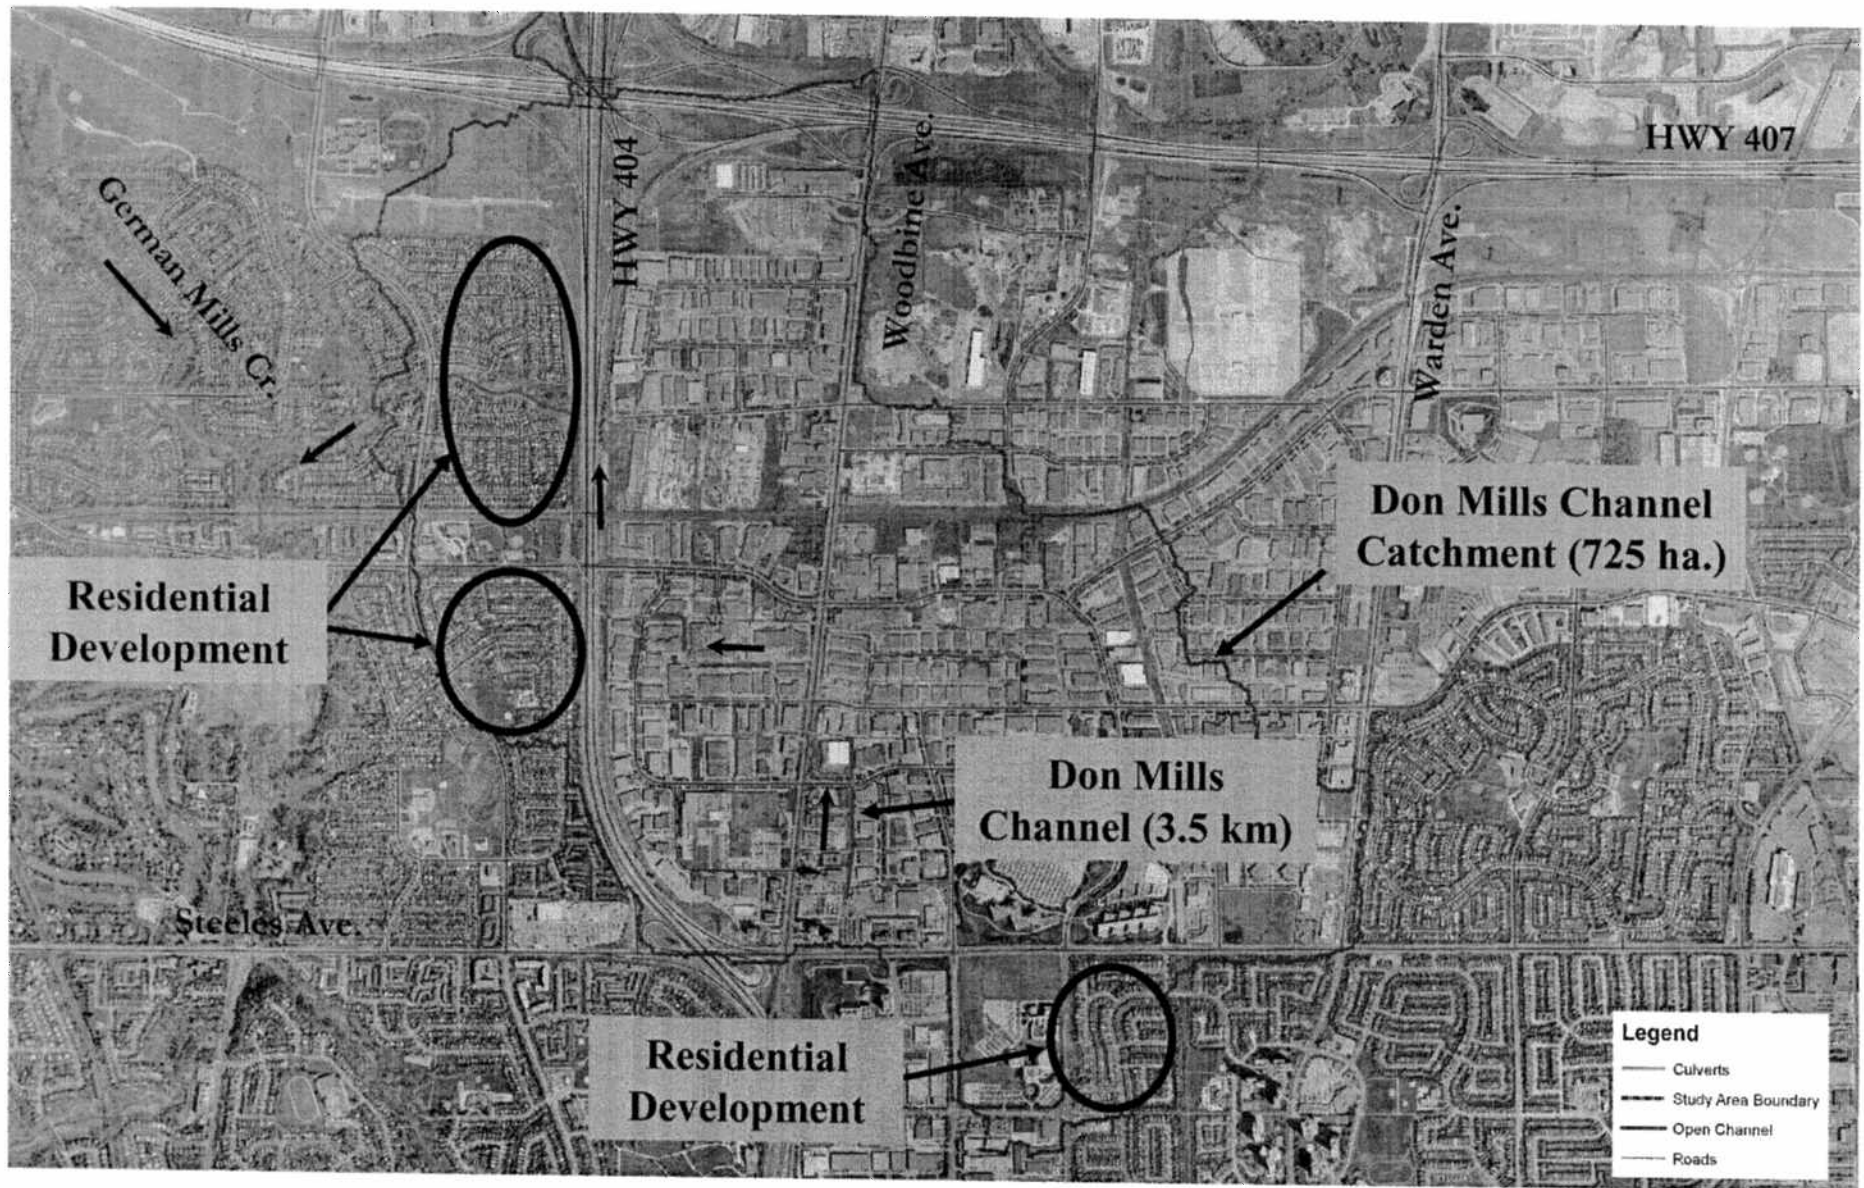 HWY 407
HWY 404
Woodbine Ave.
Warden Ave.
German Mills Cr.
Don Mills Channel
Catchment (725 ha.)
Residential
Development
Don Mills
Channel (3.5 km)
Steeles Ave.
Residential
Development
Legend
Culverts
Study Area Boundary
Open Channel
Roads